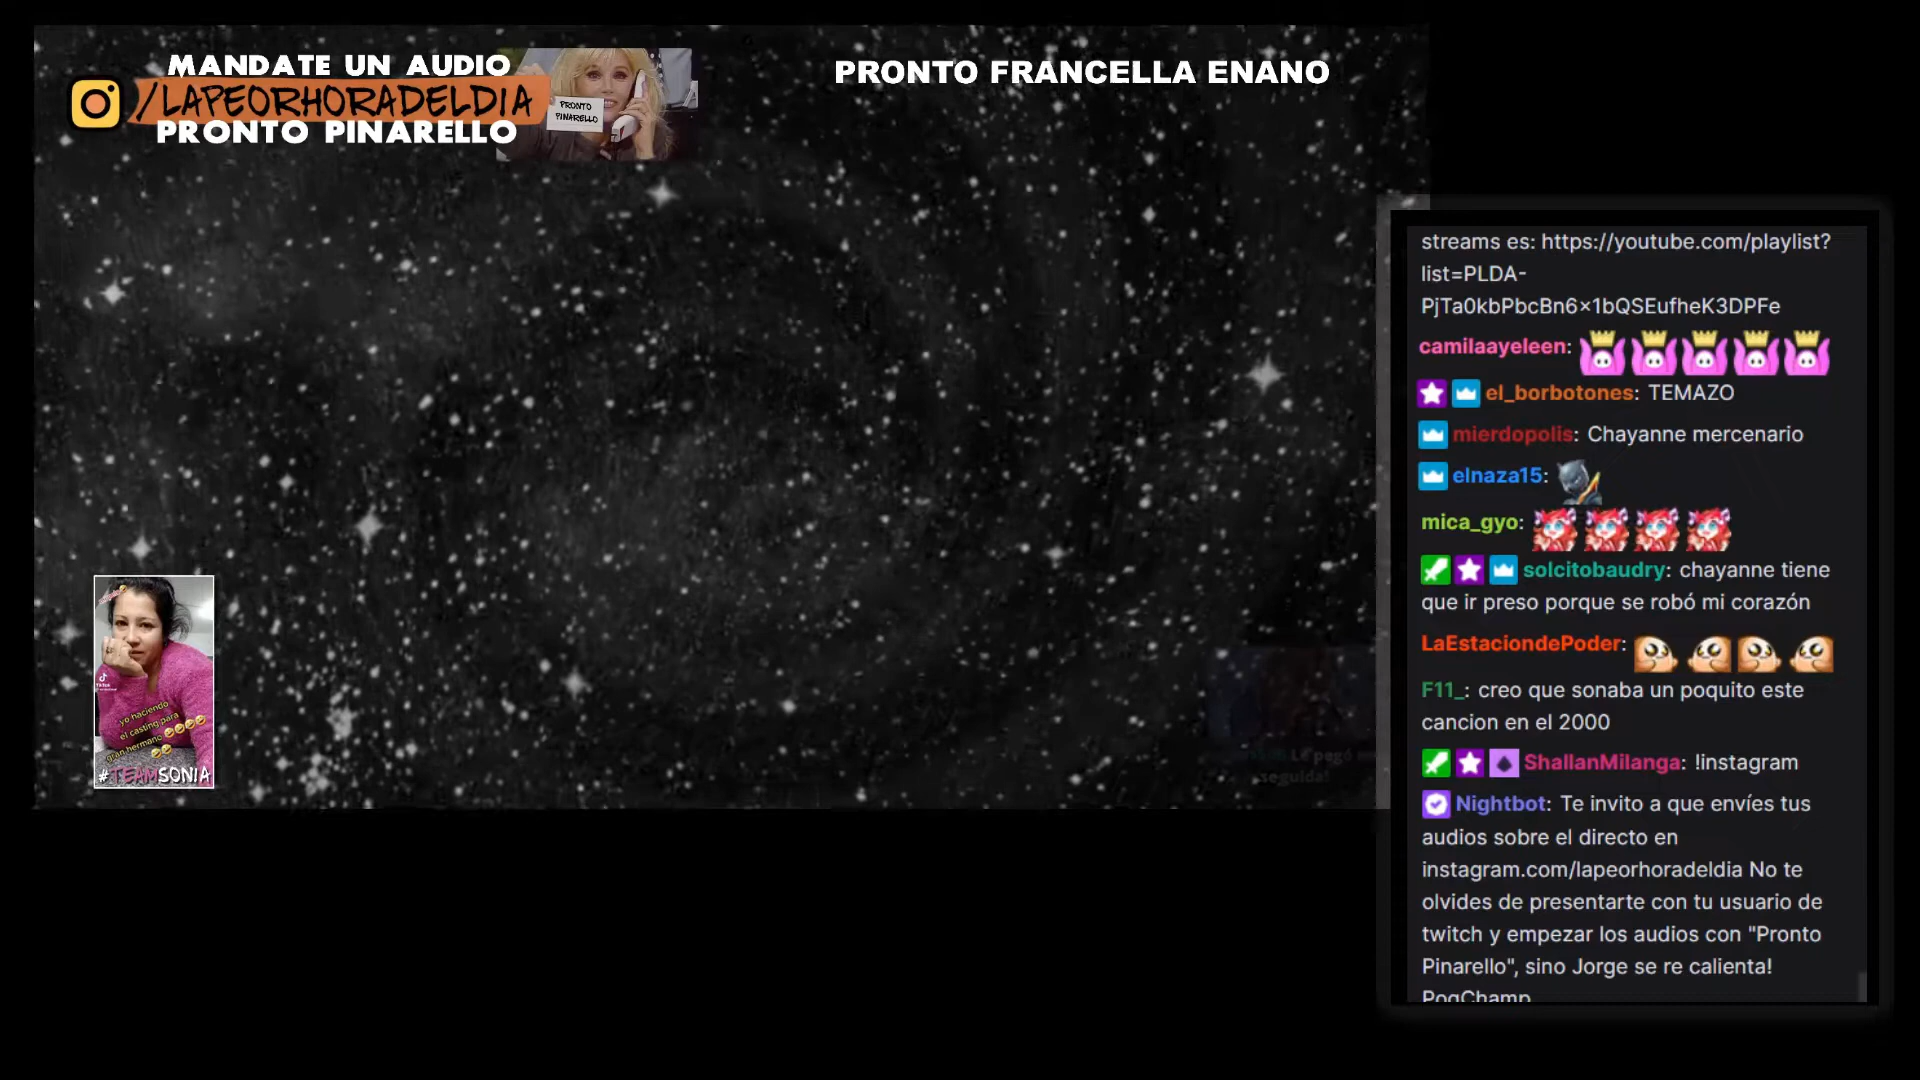 MANDATE UN AUDIO
/LAPEORHORADELDIA
PRONTO PINARELLO
PRONTO
PINARELLO
PRONTO FRANCELLA ENANO
yo haciendo
el casting para
gran hermano
#TEAMSONIA
Le pegó
seguida!
streams es: https://youtube.com/playlist?
list=PLDA-
PjTa0kbPbcBn6x1bQSEufheK3DPFe
camilaayeleen:
el_borbotones: TEMAZO
mierdopolis: Chayanne mercenario
elnaza15:
mica_gyo:
solcitobaudry: chayanne tiene
que ir preso porque se robó mi corazón
LaEstaciondePoder:
F11_: creo que sonaba un poquito este
cancion en el 2000
ShallanMilanga: !instagram
Nightbot: Te invito a que envíes tus
audios sobre el directo en
instagram.com/lapeorhoradeldia No te
olvides de presentarte con tu usuario de
twitch y empezar los audios con "Pronto
Pinarello", sino Jorge se re calienta!
PogChamp